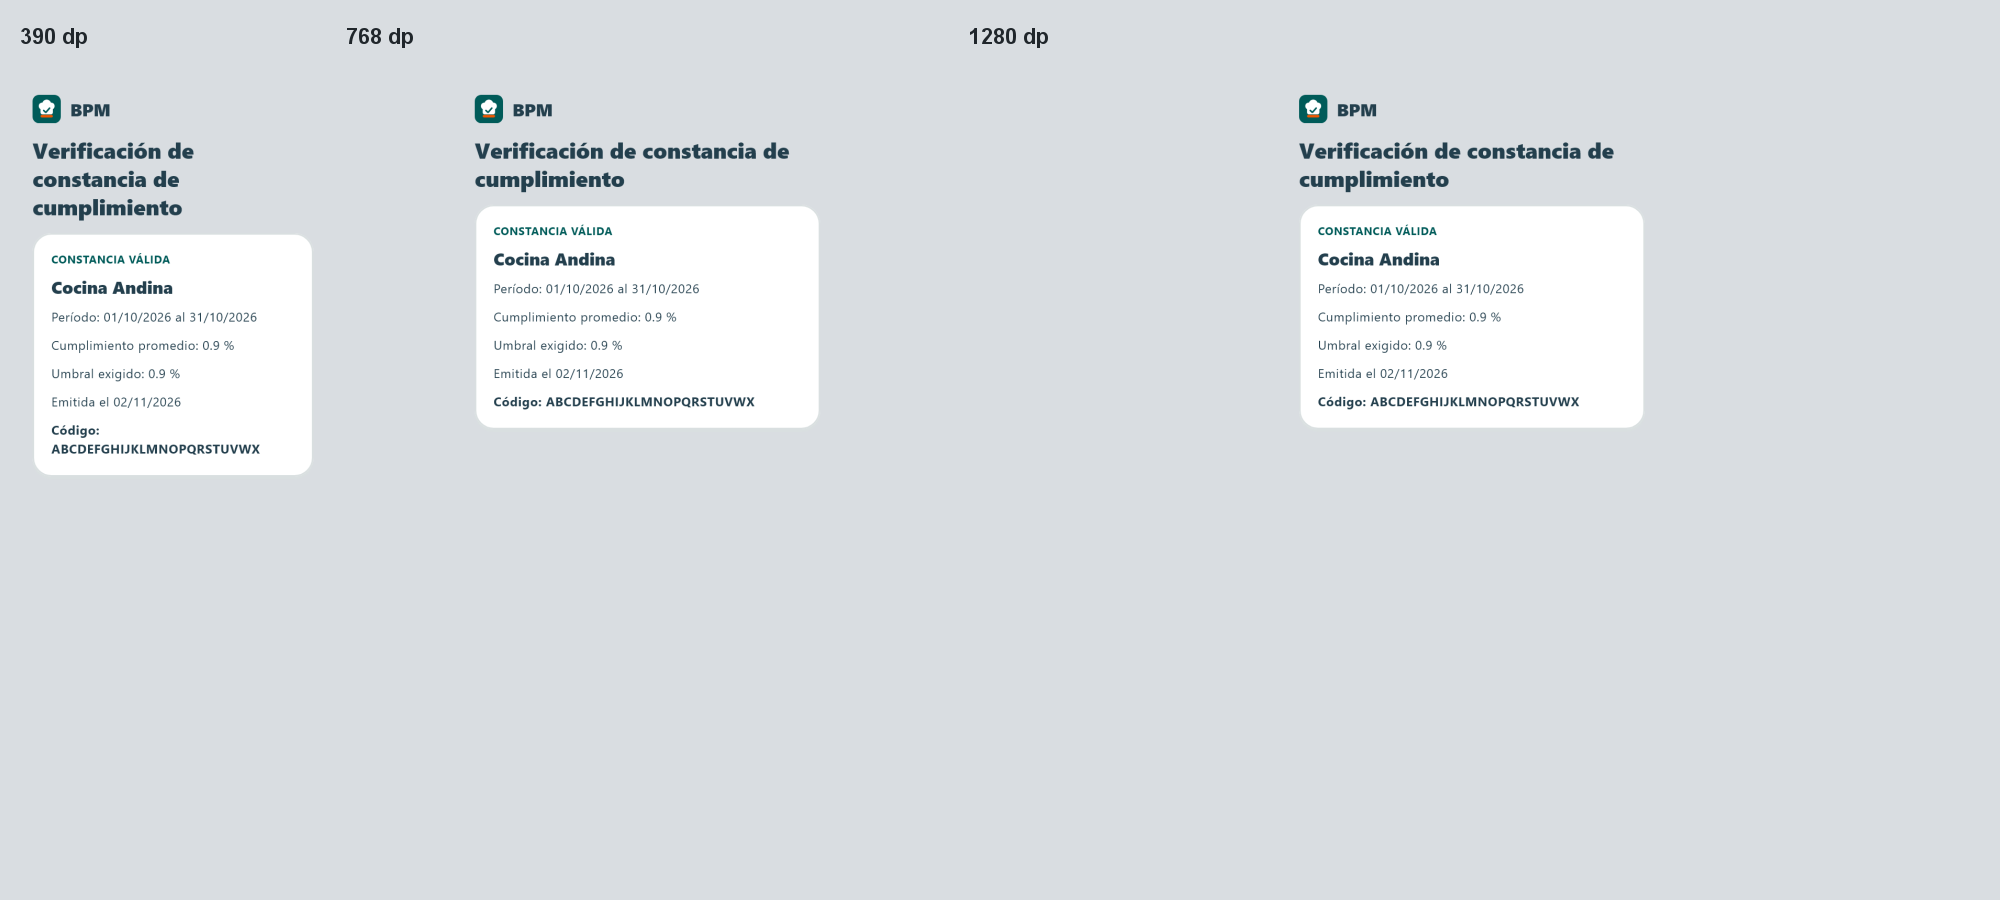 390 dp
BPM
Verificación de
constancia de
cumplimiento
CONSTANCIA VÁLIDA
Cocina Andina
Período: 01/10/2026 al 31/10/2026
Cumplimiento promedio: 0.9 %
Umbral exigido: 0.9 %
Emitida el 02/11/2026
Código:
ABCDEFGHIJKLMNOPQRSTUVWX
768 dp
BPM
Verificación de constancia de
cumplimiento
CONSTANCIA VÁLIDA
Cocina Andina
Período: 01/10/2026 al 31/10/2026
Cumplimiento promedio: 0.9 %
Umbral exigido: 0.9 %
Emitida el 02/11/2026
Código: ABCDEFGHIJKLMNOPQRSTUVWX
1280 dp
BPM
Verificación de constancia de
cumplimiento
CONSTANCIA VÁLIDA
Cocina Andina
Período: 01/10/2026 al 31/10/2026
Cumplimiento promedio: 0.9 %
Umbral exigido: 0.9 %
Emitida el 02/11/2026
Código: ABCDEFGHIJKLMNOPQRSTUVWX